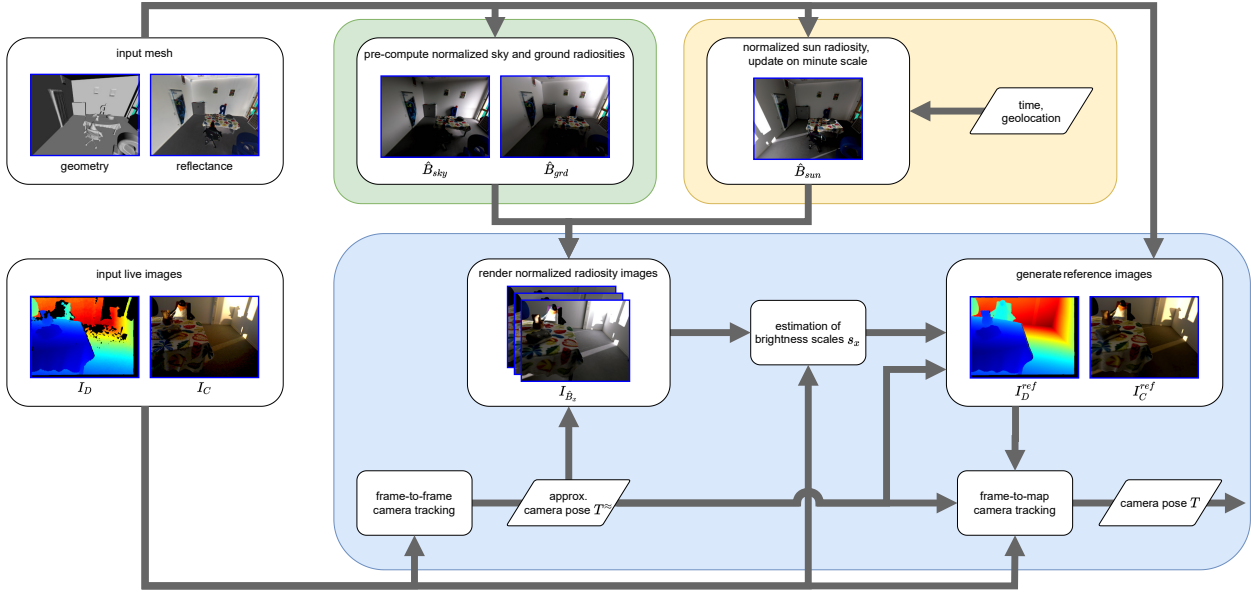 input mesh
geometry
reflectance
pre-compute normalized sky and ground radiosities
B̂_sky
B̂_grd
normalized sun radiosity,
update on minute scale
B̂_sun
time,
geolocation
input live images
I_D
I_C
render normalized radiosity images
I_B̂_x
estimation of
brightness scales s_x
generate reference images
I_D^ref
I_C^ref
frame-to-frame
camera tracking
approx.
camera pose T^≈
frame-to-map
camera tracking
camera pose T